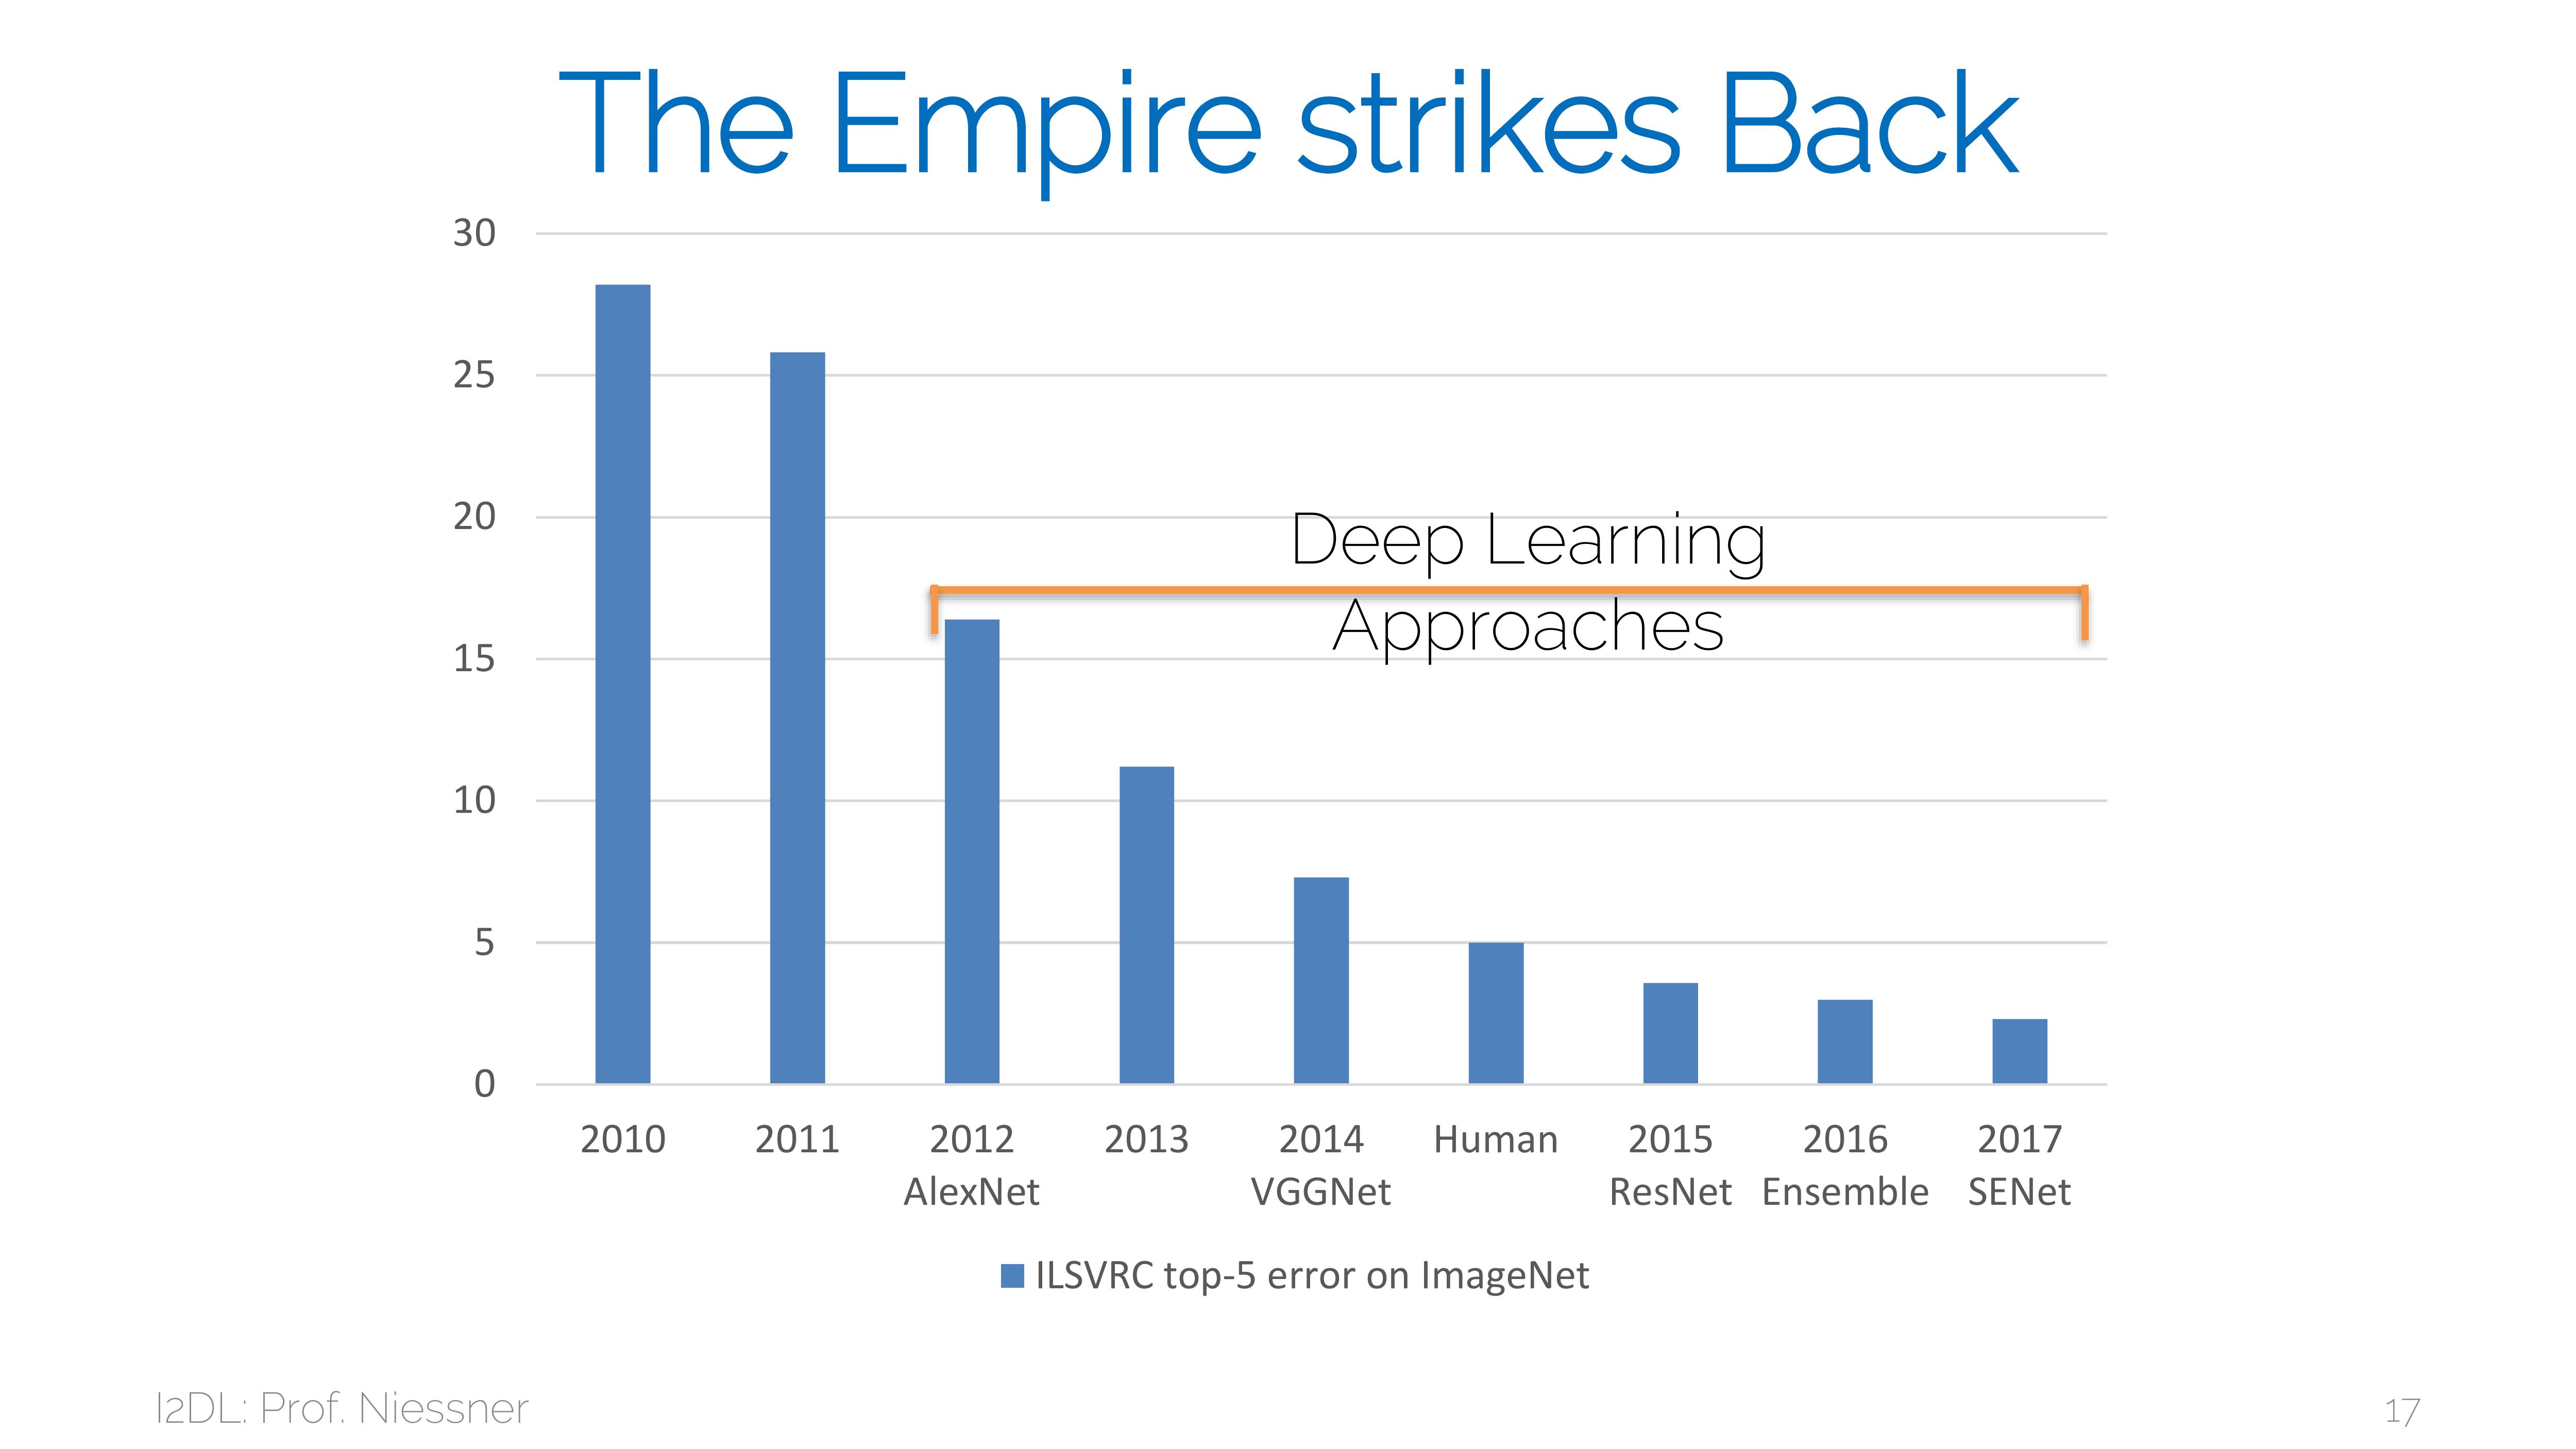 The Empire strikes Back
30
25
20
15
10
5
0
Deep Learning
Approaches
2010 2011 2012 2013 2014 Human 2015 2016 2017
AlexNet VGGNet ResNet Ensemble SENet
ILSVRC top-5 error on ImageNet
I2DL: Prof. Niessner
17